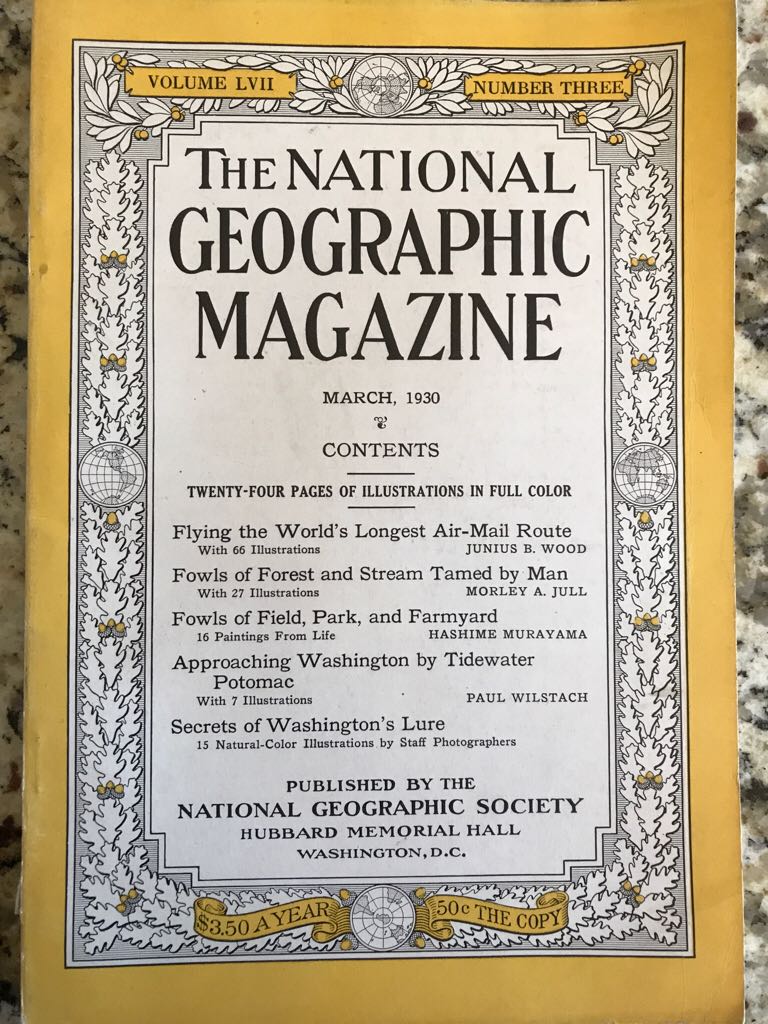 VOLUME LVII
NUMBER THREE
THE NATIONAL
GEOGRAPHIC
MAGAZINE
MARCH, 1930
CONTENTS
TWENTY-FOUR PAGES OF ILLUSTRATIONS IN FULL COLOR
Flying the World's Longest Air-Mail Route
With 66 Illustrations JUNIUS B. WOOD
Fowls of Forest and Stream Tamed by Man
With 27 Illustrations MORLEY A. JULL
Fowls of Field, Park, and Farmyard
16 Paintings From Life HASHIME MURAYAMA
Approaching Washington by Tidewater
Potomac
With 7 Illustrations PAUL WILSTACH
Secrets of Washington's Lure
15 Natural-Color Illustrations by Staff Photographers
PUBLISHED BY THE
NATIONAL GEOGRAPHIC SOCIETY
HUBBARD MEMORIAL HALL
WASHINGTON, D.C.
$3.50 A YEAR
50c THE COPY